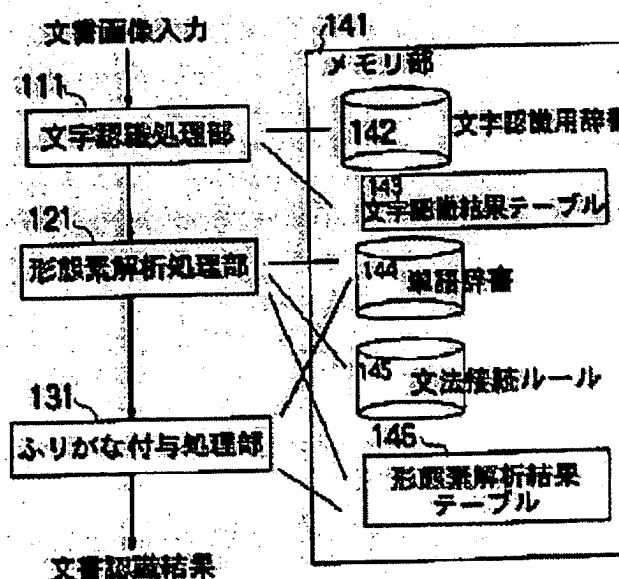 文書画像入力
111
文字認識処理部
121
形態素解析処理部
131
ふりがな付与処理部
文書認識結果
141
メモリ部
142
文字認識用辞書
143
文字認識結果テーブル
144
単語辞書
145
文法接続ルール
146
形態素解析結果
テーブル